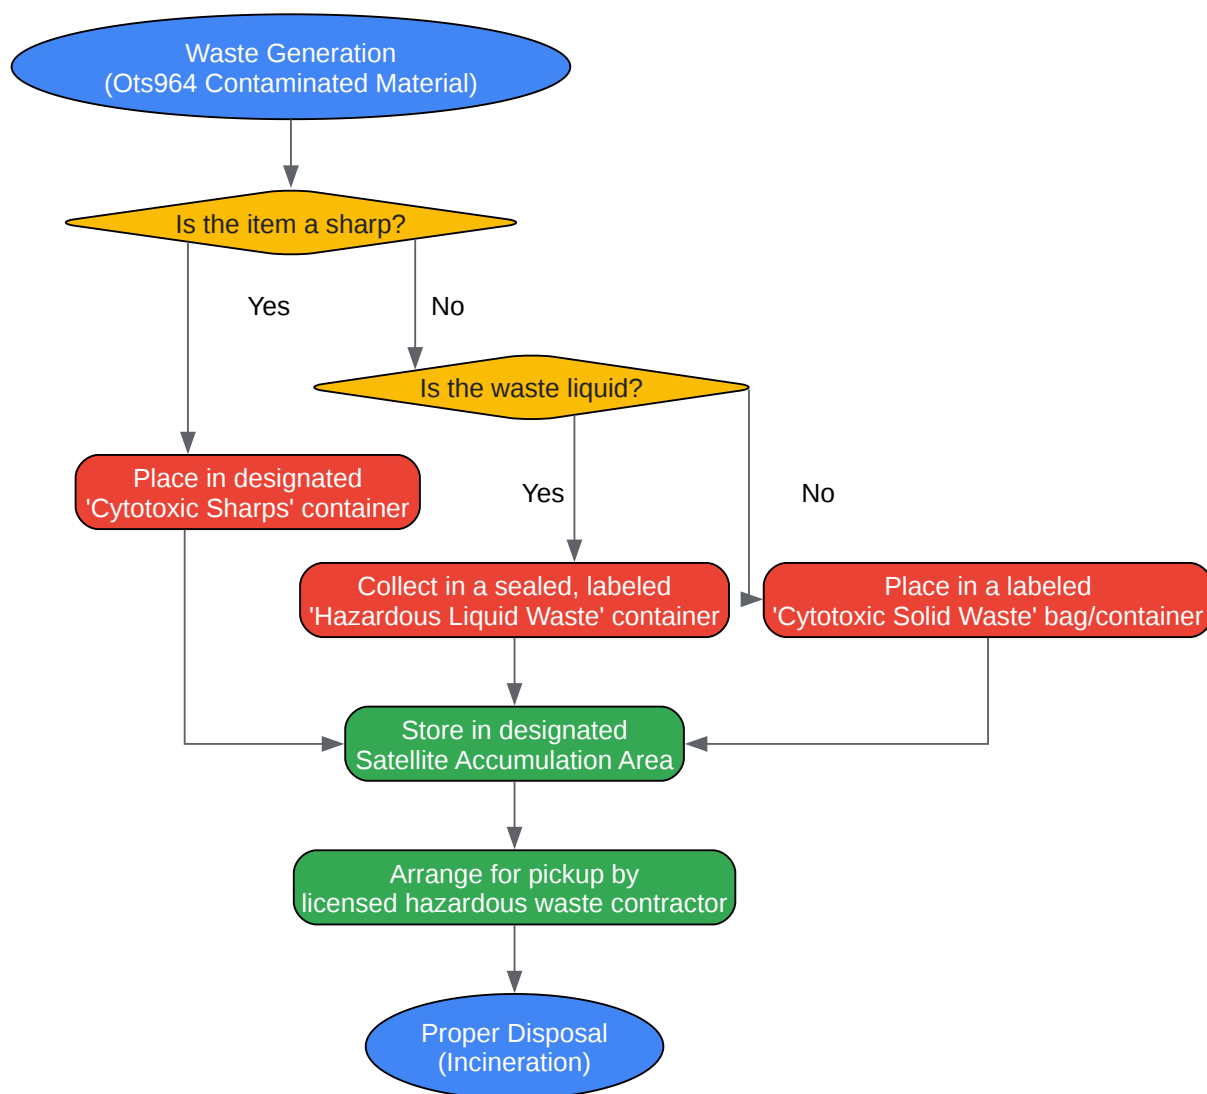 Waste Generation
(Ots964 Contaminated Material)
Is the item a sharp?
Yes
No
Is the waste liquid?
Place in designated
'Cytotoxic Sharps' container
Yes
No
Collect in a sealed, labeled
'Hazardous Liquid Waste' container
Place in a labeled
'Cytotoxic Solid Waste' bag/container
Store in designated
Satellite Accumulation Area
Arrange for pickup by
licensed hazardous waste contractor
Proper Disposal
(Incineration)